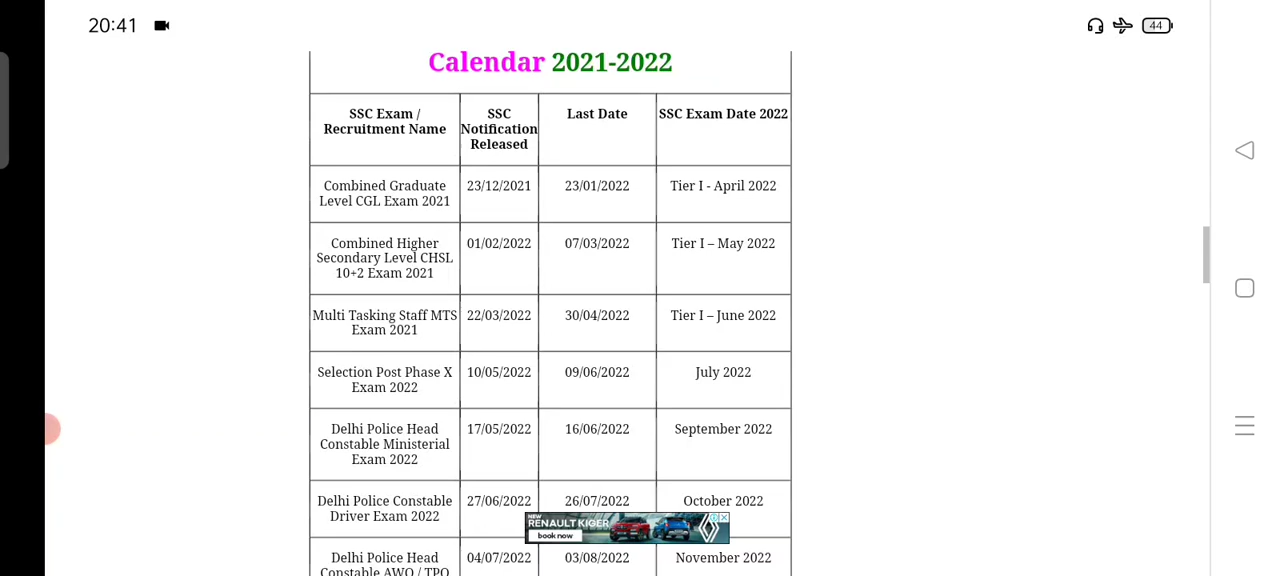 20:41
44
Calendar 2021-2022
SSC Exam /
Recruitment Name
SSC
Notification
Released
Last Date
SSC Exam Date 2022
Combined Graduate
Level CGL Exam 2021
23/12/2021
23/01/2022
Tier I - April 2022
Combined Higher
Secondary Level CHSL
10+2 Exam 2021
01/02/2022
07/03/2022
Tier I – May 2022
Multi Tasking Staff MTS
Exam 2021
22/03/2022
30/04/2022
Tier I – June 2022
Selection Post Phase X
Exam 2022
10/05/2022
09/06/2022
July 2022
Delhi Police Head
Constable Ministerial
Exam 2022
17/05/2022
16/06/2022
September 2022
Delhi Police Constable
Driver Exam 2022
27/06/2022
26/07/2022
October 2022
NEW
RENAULT KIGER
book now
Delhi Police Head
Constable AWO / TPO
04/07/2022
03/08/2022
November 2022